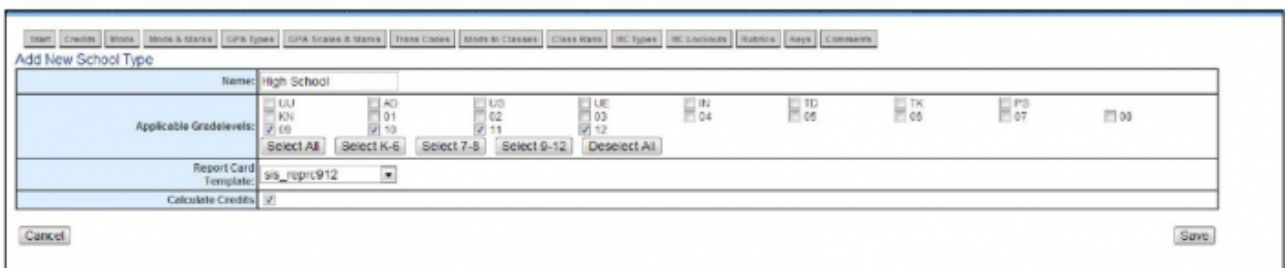 Start Credits Mods Mods & Marks GPA Types GPA Scales & Marks Trans Codes Mods to Classes Class Rank RC Types RC Lockouts Rubrics Keys Comments
Add New School Type
Name: High School
UU AD US UE IN TD TK PS
KN 01 02 03 04 05 06 07 08
Applicable Gradelevels: 09 10 11 12
Select All Select K-6 Select 7-8 Select 9-12 Deselect All
Report Card
Template: sis_reprc912
Calculate Credits
Cancel Save